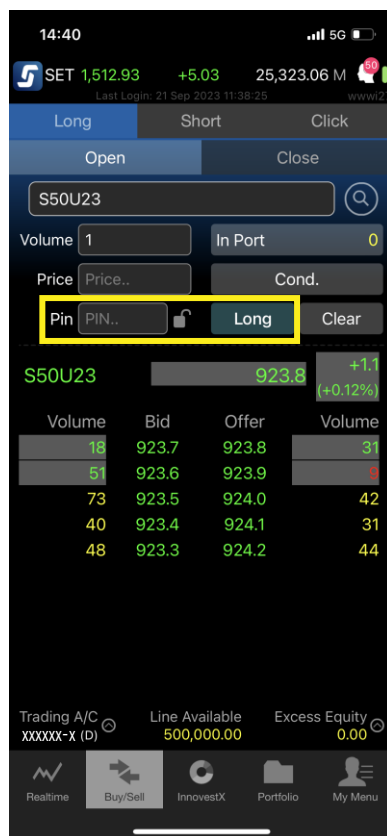 14:40 5G
SET 1,512.93 +5.03 25,323.06 M 50
Last Login: 21 Sep 2023 11:38:25
Long Short Click
Open Close
S50U23
Volume 1 In Port 0
Price Price.. Cond.
Pin PIN.. Long Clear
S50U23 923.8 +1.1
(+0.12%)
Volume Bid Offer Volume
18 923.7 923.8 31
51 923.6 923.9 9
73 923.5 924.0 42
40 923.4 924.1 31
48 923.3 924.2 44
Trading A/C Line Available Excess Equity
XXXXXX-X (D) 500,000.00 0.00
Realtime Buy/Sell InnovestX Portfolio My Menu